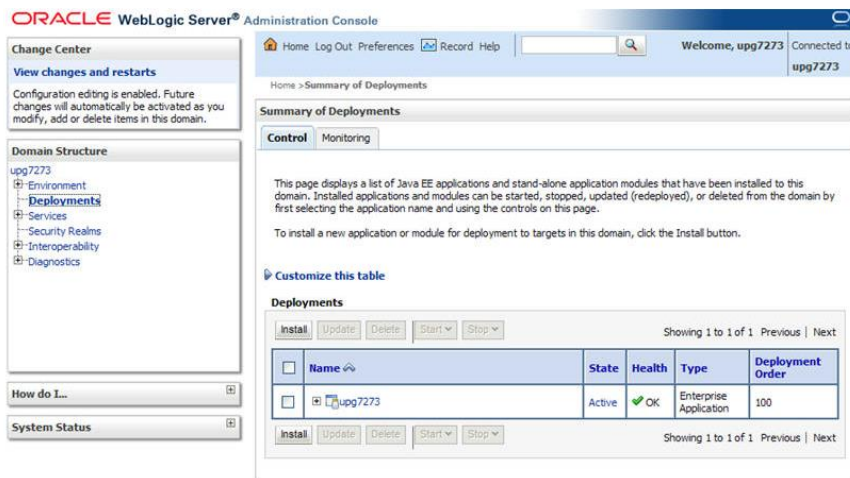 ORACLE WebLogic Server® Administration Console
Change Center
View changes and restarts
Configuration editing is enabled. Future
changes will automatically be activated as you
modify, add or delete items in this domain.
Domain Structure
upg7273
Environment
Deployments
Services
Security Realms
Interoperability
Diagnostics
How do I...
System Status
Home Log Out Preferences Record Help
Welcome, upg7273
Connected
upg7273
Home >Summary of Deployments
Summary of Deployments
Control Monitoring
This page displays a list of Java EE applications and stand-alone application modules that have been installed to this
domain. Installed applications and modules can be started, stopped, updated (redeployed), or deleted from the domain by
first selecting the application name and using the controls on this page.
To install a new application or module for deployment to targets in this domain, click the Install button.
Customize this table
Deployments
Install Update Delete Start Stop
Showing 1 to 1 of 1 Previous | Next
Name State Health Type Deployment
Order
upg7273 Active OK Enterprise
Application 100
Install Update Delete Start Stop
Showing 1 to 1 of 1 Previous | Next